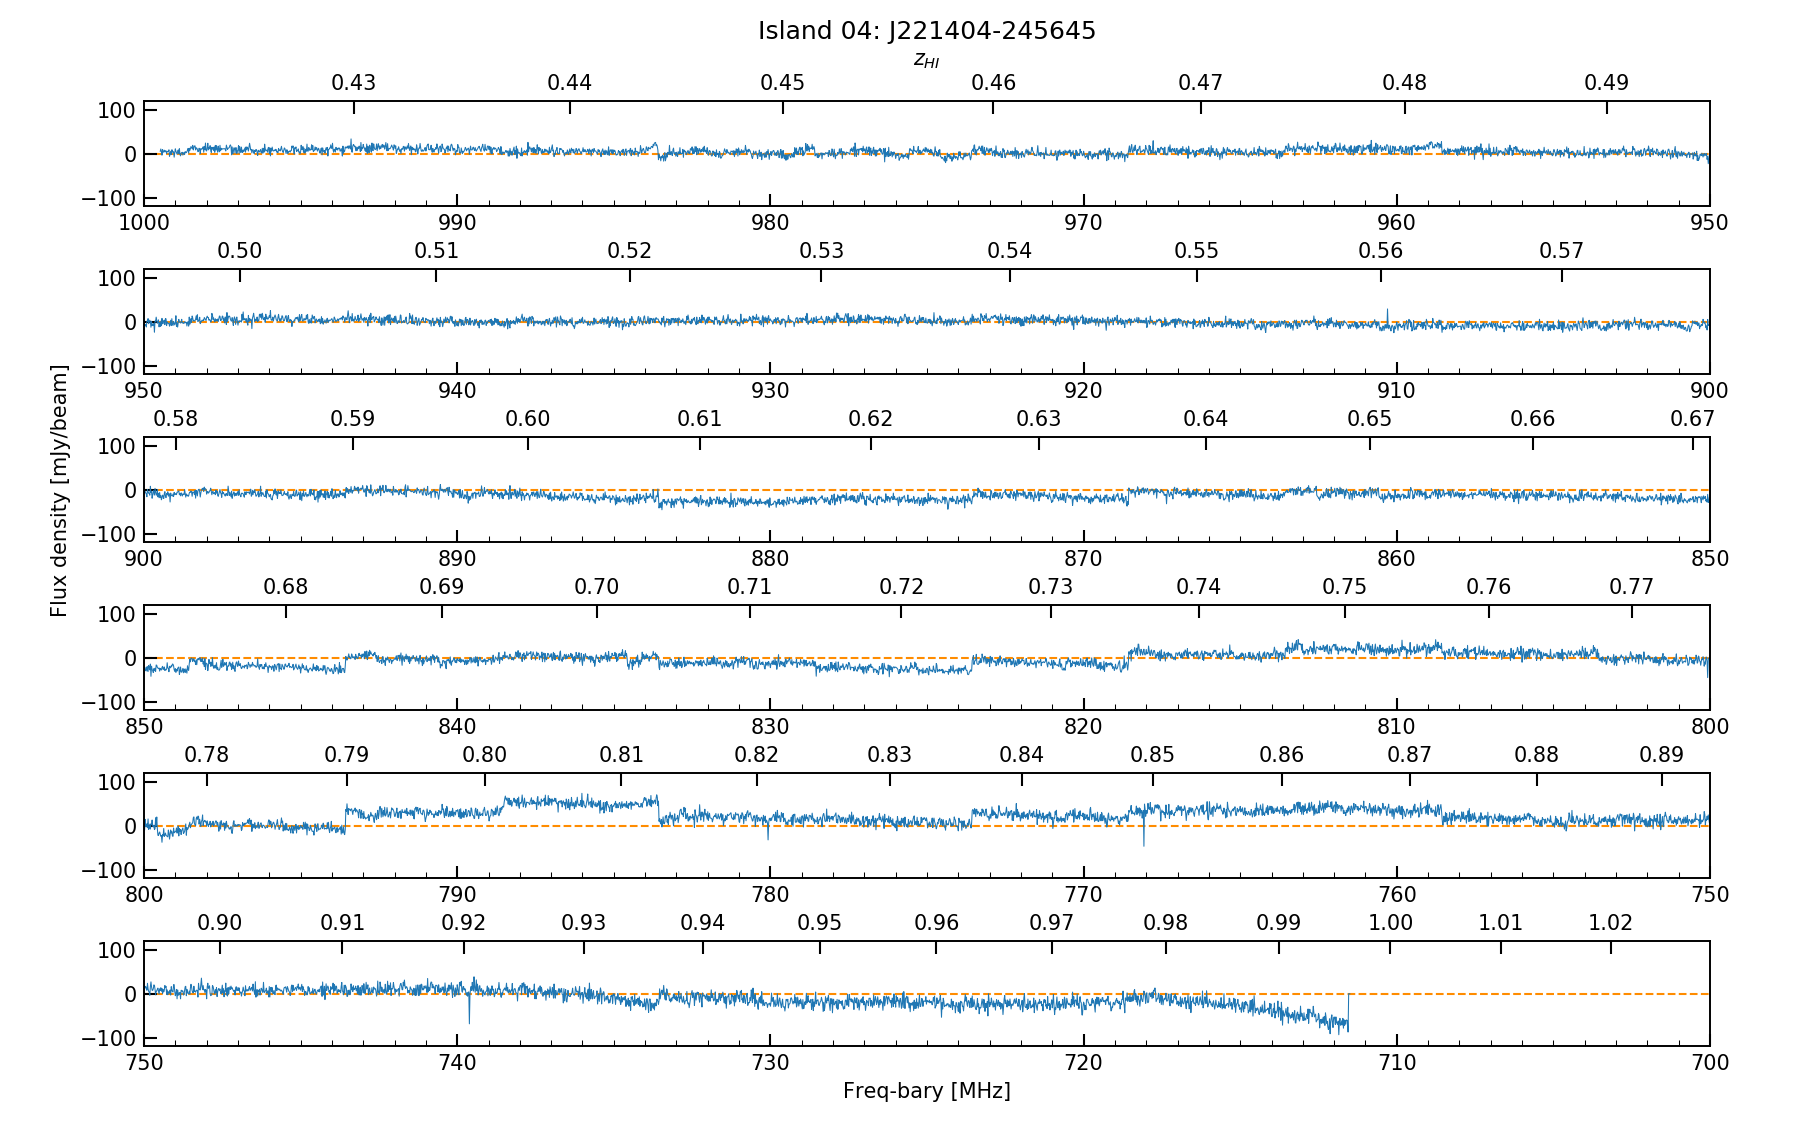 Island 04: J221404-245645
z_{HI}
0.43 0.44 0.45 0.46 0.47 0.48 0.49
100
0
−100
1000 990 980 970 960 950
0.50 0.51 0.52 0.53 0.54 0.55 0.56 0.57
100
0
−100
950 940 930 920 910 900
0.58 0.59 0.60 0.61 0.62 0.63 0.64 0.65 0.66 0.67
100
0
−100
900 890 880 870 860 850
Flux density [mJy/beam]
0.68 0.69 0.70 0.71 0.72 0.73 0.74 0.75 0.76 0.77
100
0
−100
850 840 830 820 810 800
0.78 0.79 0.80 0.81 0.82 0.83 0.84 0.85 0.86 0.87 0.88 0.89
100
0
−100
800 790 780 770 760 750
0.90 0.91 0.92 0.93 0.94 0.95 0.96 0.97 0.98 0.99 1.00 1.01 1.02
100
0
−100
750 740 730 720 710 700
Freq-bary [MHz]